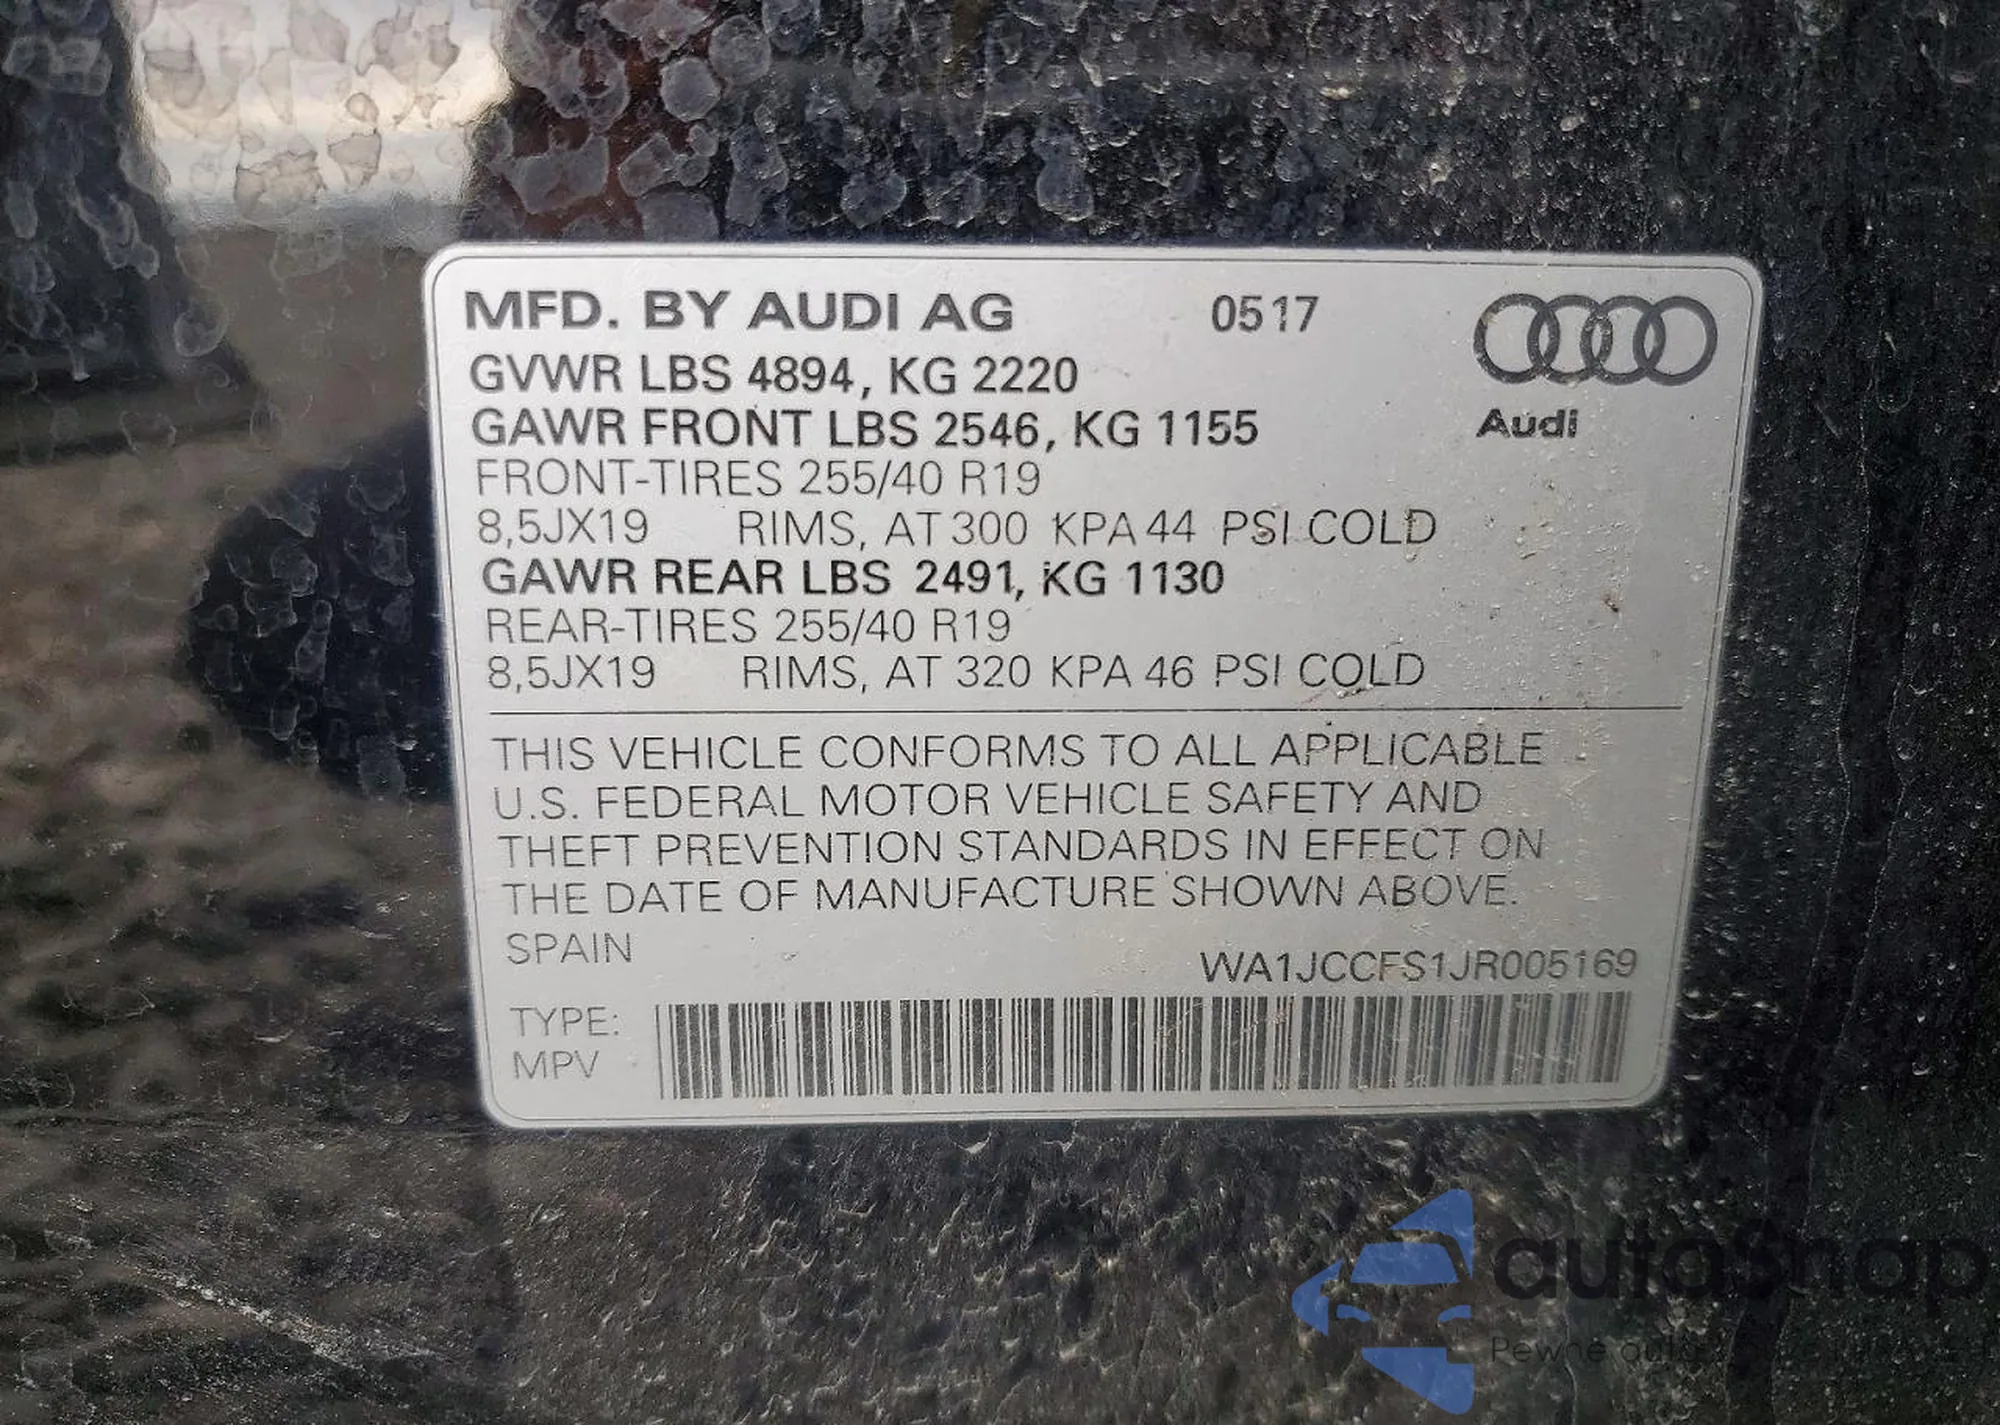 MFD. BY AUDI AG 0517
GVWR LBS 4894, KG 2220
GAWR FRONT LBS 2546, KG 1155
Audi
FRONT-TIRES 255/40 R19
8,5JX19 RIMS, AT 300 KPA 44 PSI COLD
GAWR REAR LBS 2491, KG 1130
REAR-TIRES 255/40 R19
8,5JX19 RIMS, AT 320 KPA 46 PSI COLD
THIS VEHICLE CONFORMS TO ALL APPLICABLE
U.S. FEDERAL MOTOR VEHICLE SAFETY AND
THEFT PREVENTION STANDARDS IN EFFECT ON
THE DATE OF MANUFACTURE SHOWN ABOVE.
SPAIN
WA1JCCFS1JR005169
TYPE:
MPV
autaSnap
Pewne auta